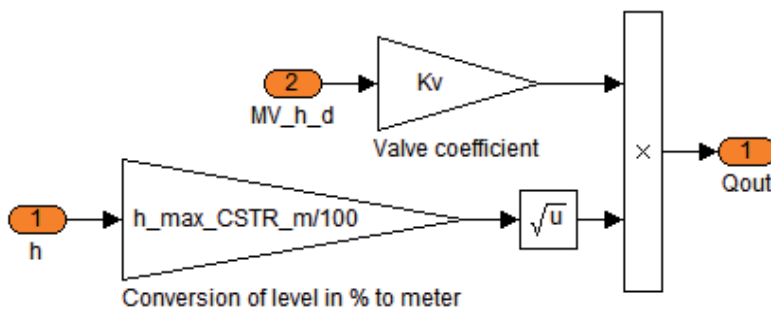 2
MV_h_d
Kv
Valve coefficient
×
1
Qout
1
h
h_max_CSTR_m/100
√u
Conversion of level in % to meter